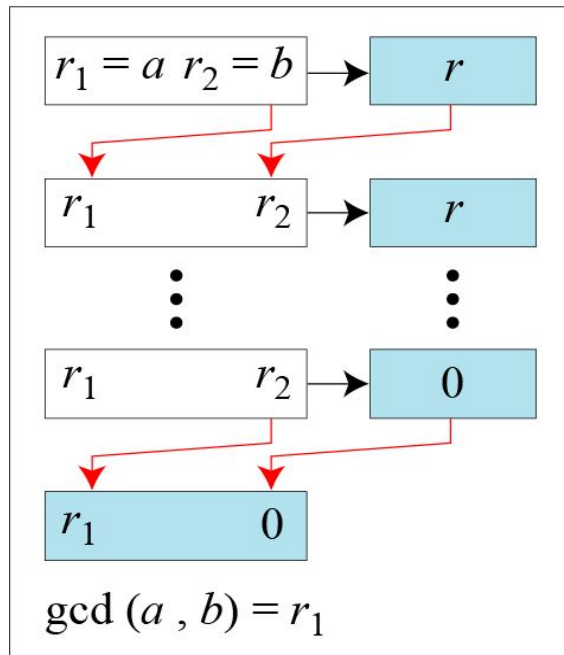 r₁ = a r₂ = b r
r₁ r₂ r
r₁ r₂ 0
r₁ 0
gcd (a , b) = r₁